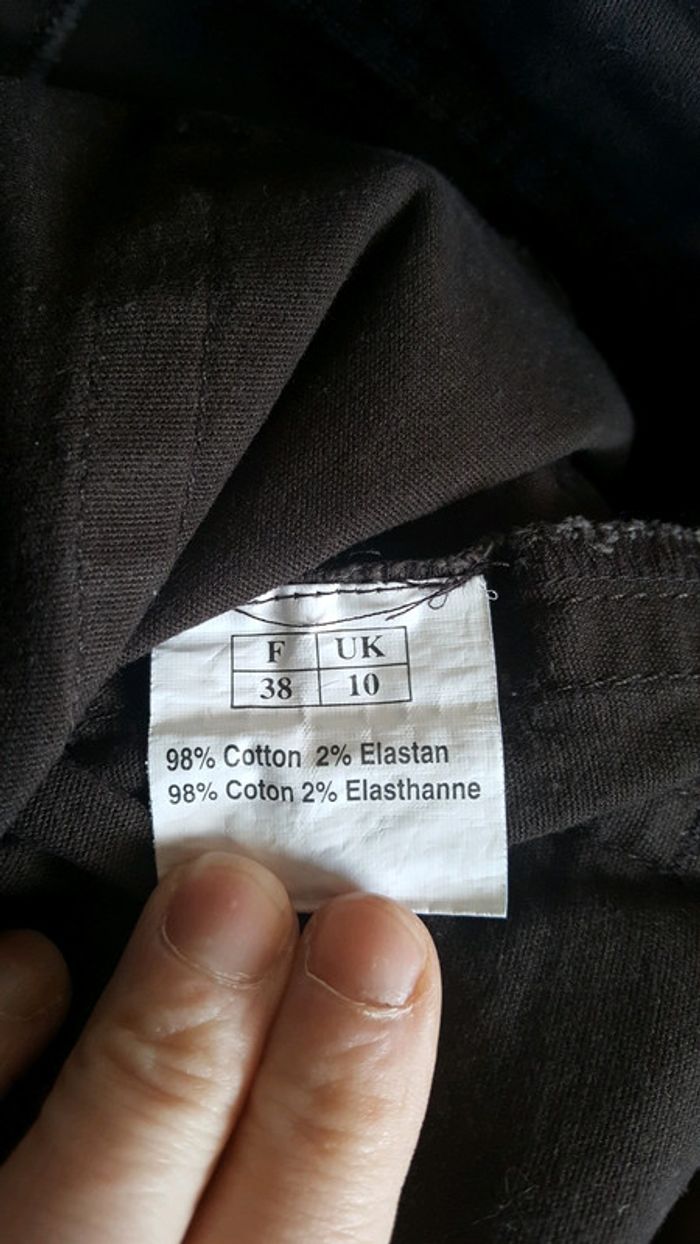 F UK
38 10
98% Cotton 2% Elastan
98% Coton 2% Elasthanne